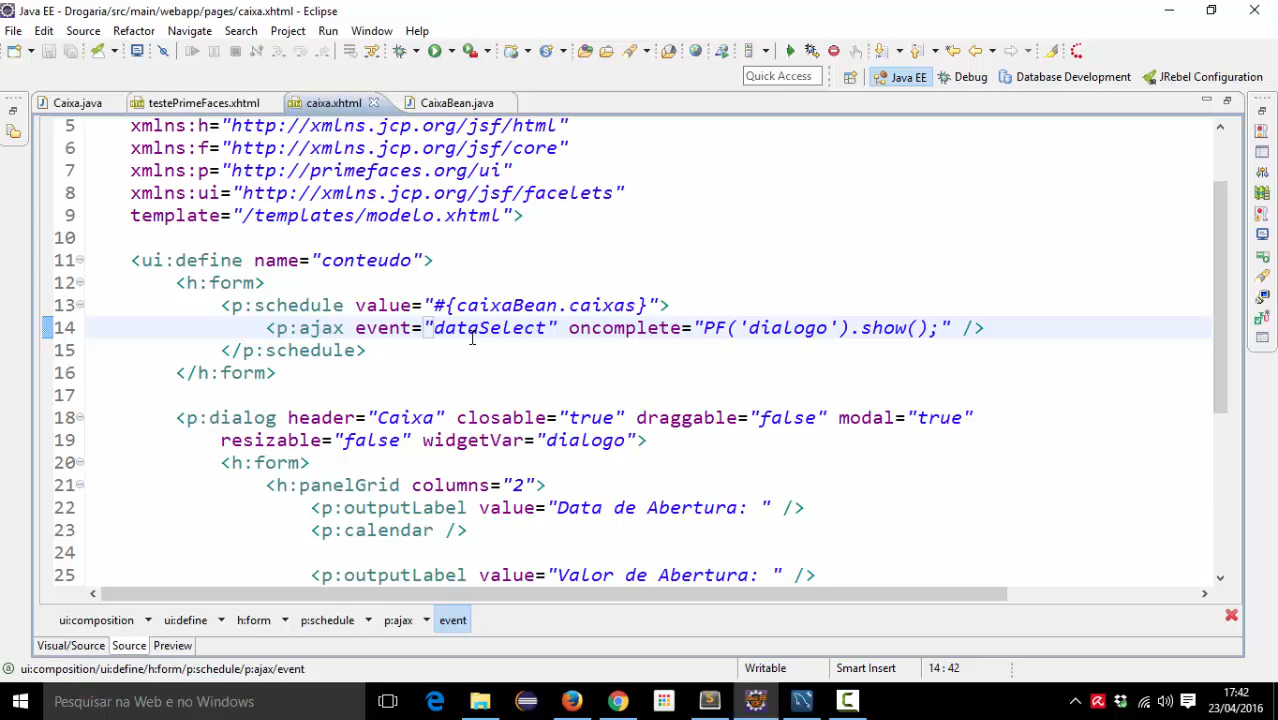 Java EE - Drogaria/src/main/webapp/pages/caixa.xhtml - Eclipse
File Edit Source Refactor Navigate Search Project Run Window Help
Quick Access Java EE Debug Database Development JRebel Configuration
Caixa.java testePrimeFaces.xhtml caixa.xhtml CaixaBean.java
5 xmlns:h="http://xmlns.jcp.org/jsf/html"
6 xmlns:f="http://xmlns.jcp.org/jsf/core"
7 xmlns:p="http://primefaces.org/ui"
8 xmlns:ui="http://xmlns.jcp.org/jsf/facelets"
9 template="/templates/modelo.xhtml">
10
11 <ui:define name="conteudo">
12 <h:form>
13 <p:schedule value="#{caixaBean.caixas}">
14 <p:ajax event="dataSelect" oncomplete="PF('dialogo').show();" />
15 </p:schedule>
16 </h:form>
17
18 <p:dialog header="Caixa" closable="true" draggable="false" modal="true"
19 resizable="false" widgetVar="dialogo">
20 <h:form>
21 <h:panelGrid columns="2">
22 <p:outputLabel value="Data de Abertura: " />
23 <p:calendar />
24
25 <p:outputLabel value="Valor de Abertura: " />
ui:composition ui:define h:form p:schedule p:ajax event
Visual/Source Source Preview
ui:composition/ui:define/h:form/p:schedule/p:ajax/event Writable Smart Insert 14 : 42
Pesquisar na Web e no Windows 17:42
23/04/2016